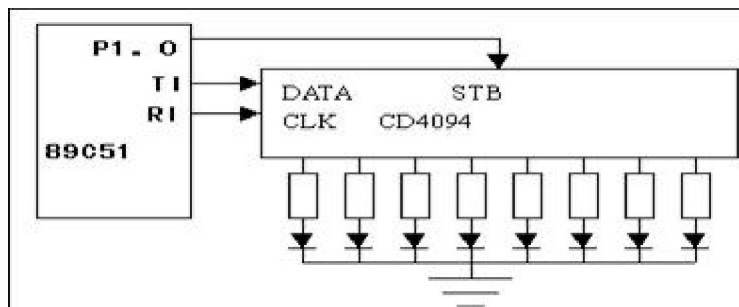 P1. 0
TI
RI
89C51
DATA STB
CLK CD4094